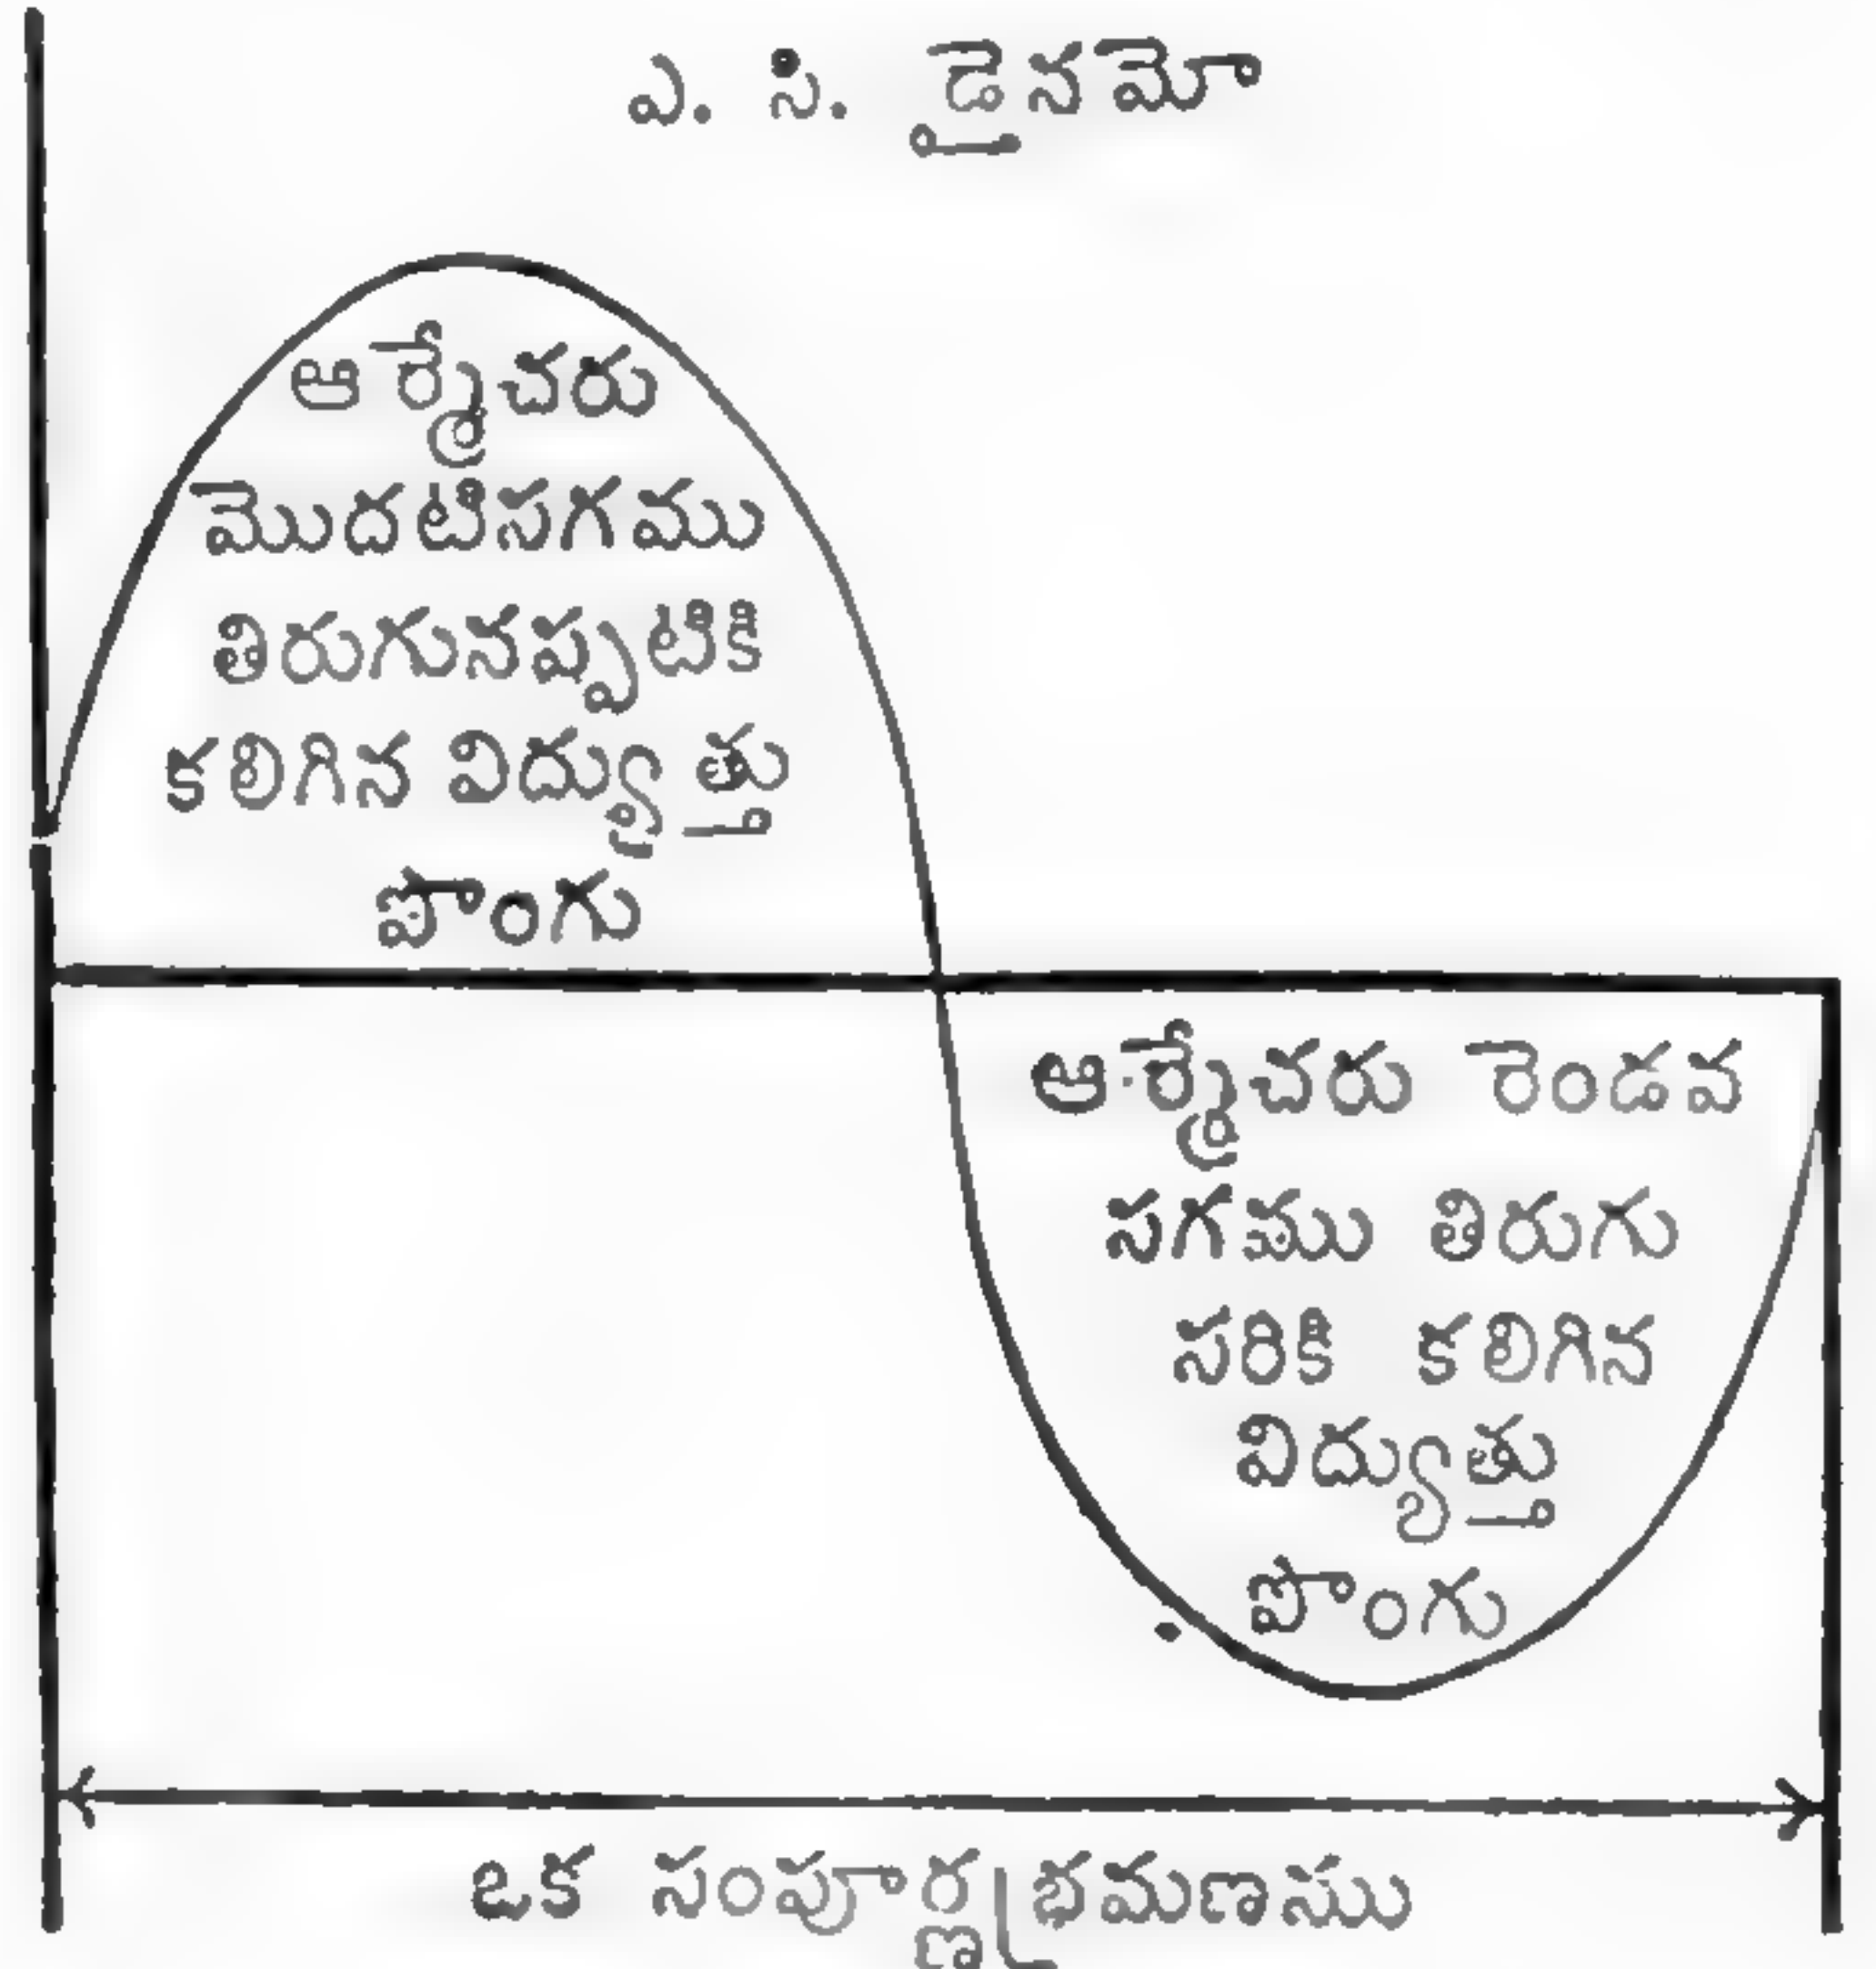 ఎ. సి. డైనమో
ఆర్మేచరు
మొదటిసగము
తిరుగునప్పటికి
కలిగిన విద్యుత్తు
పొంగు
ఆర్మేచరు రెండవ
సగము తిరుగు
సరికి కలిగిన
విద్యుత్తు
పొంగు
ఒక సంపూర్ణభ్రమణము